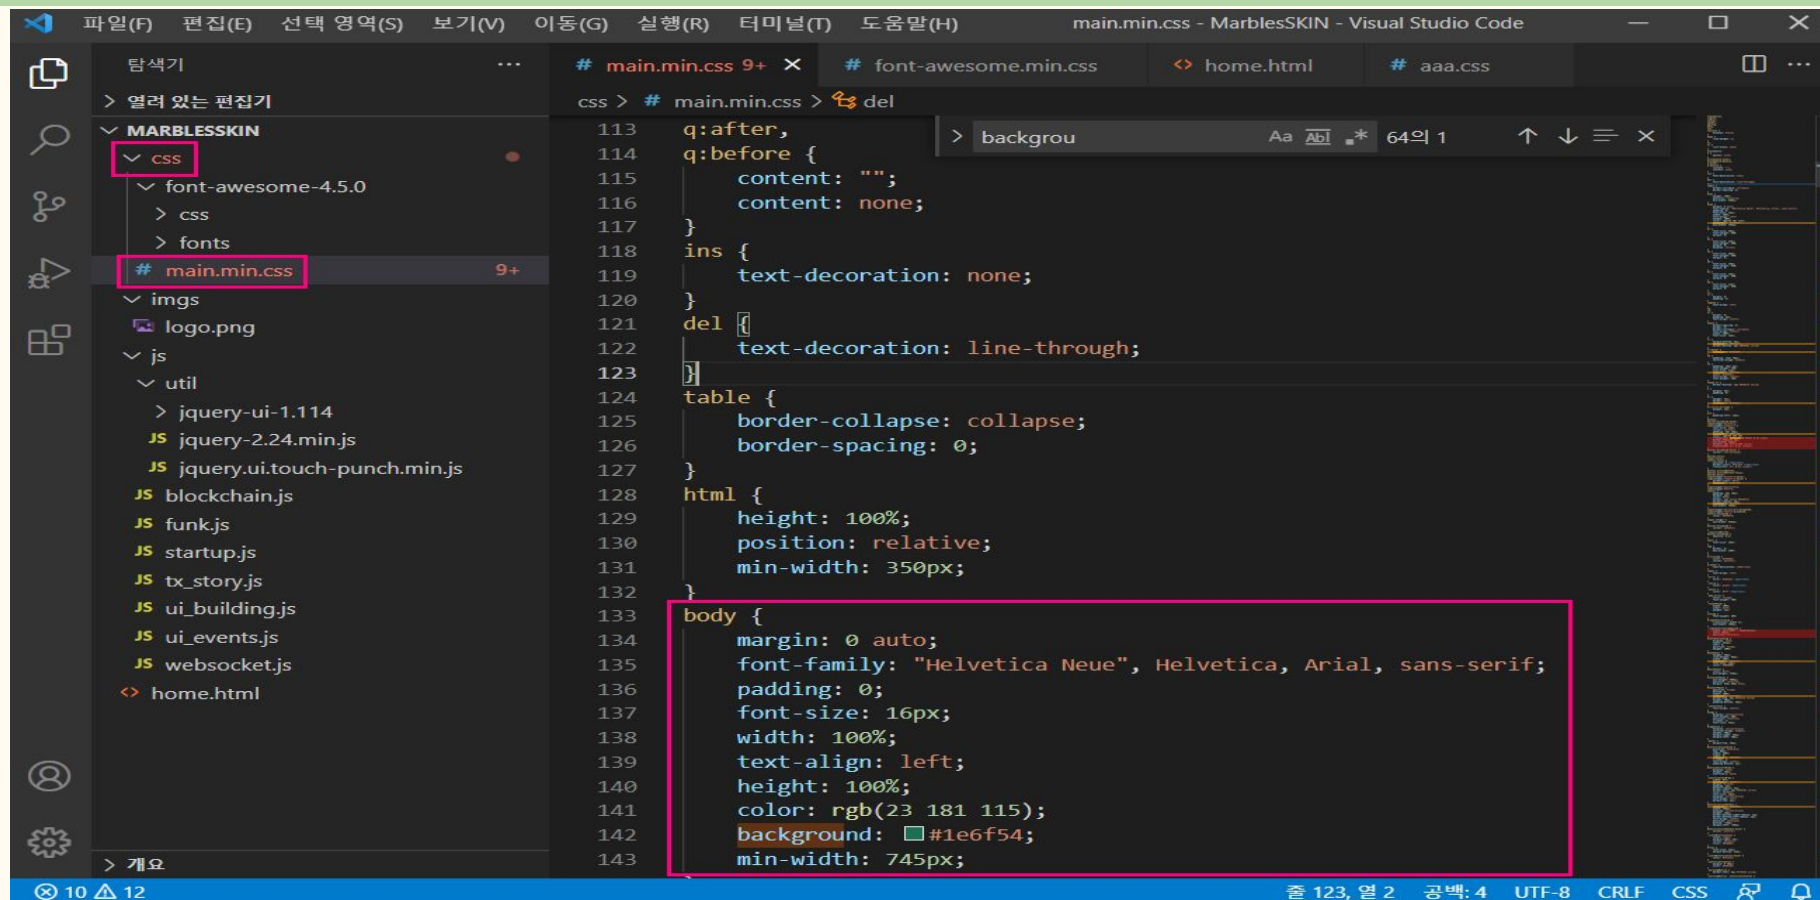 파일(F) 편집(E) 선택 영역(S) 보기(V) 이동(G) 실행(R) 터미널(T) 도움말(H) main.min.css - MarblesSKIN - Visual Studio Code
탐색기
열려 있는 편집기
MARBLESSKIN
css
font-awesome-4.5.0
css
fonts
# main.min.css 9+
imgs
logo.png
js
util
jquery-ui-1.114
JS jquery-2.24.min.js
JS jquery.ui.touch-punch.min.js
JS blockchain.js
JS funk.js
JS startup.js
JS tx_story.js
JS ui_building.js
JS ui_events.js
JS websocket.js
<> home.html
개요
# main.min.css 9+ # font-awesome.min.css <> home.html # aaa.css
css > # main.min.css > del
backgrou Aa Abl .* 64의 1
113 q:after,
114 q:before {
115 content: "";
116 content: none;
117 }
118 ins {
119 text-decoration: none;
120 }
121 del {
122 text-decoration: line-through;
123 }
124 table {
125 border-collapse: collapse;
126 border-spacing: 0;
127 }
128 html {
129 height: 100%;
130 position: relative;
131 min-width: 350px;
132 }
133 body {
134 margin: 0 auto;
135 font-family: "Helvetica Neue", Helvetica, Arial, sans-serif;
136 padding: 0;
137 font-size: 16px;
138 width: 100%;
139 text-align: left;
140 height: 100%;
141 color: rgb(23 181 115);
142 background: #1e6f54;
143 min-width: 745px;
10 12 줄 123, 열 2 공백: 4 UTF-8 CRLF CSS